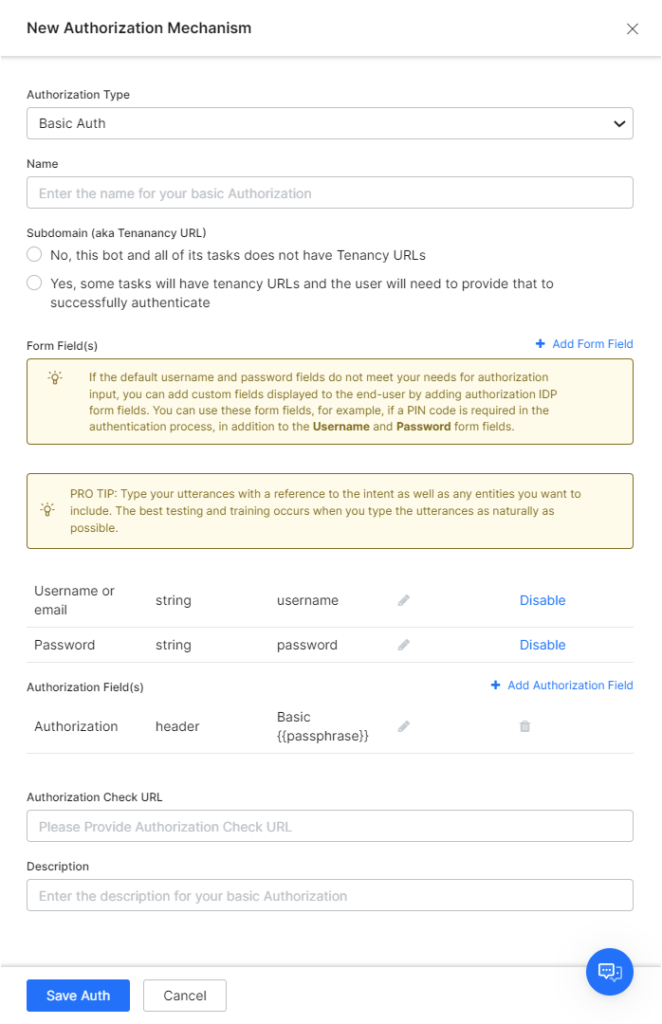 New Authorization Mechanism
Authorization Type
Basic Auth
Name
Enter the name for your basic Authorization
Subdomain (aka Tenanancy URL)
No, this bot and all of its tasks does not have Tenancy URLs
Yes, some tasks will have tenancy URLs and the user will need to provide that to
successfully authenticate
Form Field(s)
+ Add Form Field
If the default username and password fields do not meet your needs for authorization
input, you can add custom fields displayed to the end-user by adding authorization IDP
form fields. You can use these form fields, for example, if a PIN code is required in the
authentication process, in addition to the Username and Password form fields.
PRO TIP: Type your utterances with a reference to the intent as well as any entities you want to
include. The best testing and training occurs when you type the utterances as naturally as
possible.
Username or
email
string
username
Disable
Password
string
password
Disable
Authorization Field(s)
+ Add Authorization Field
Authorization
header
Basic
{{passphrase}}
Authorization Check URL
Please Provide Authorization Check URL
Description
Enter the description for your basic Authorization
Save Auth
Cancel